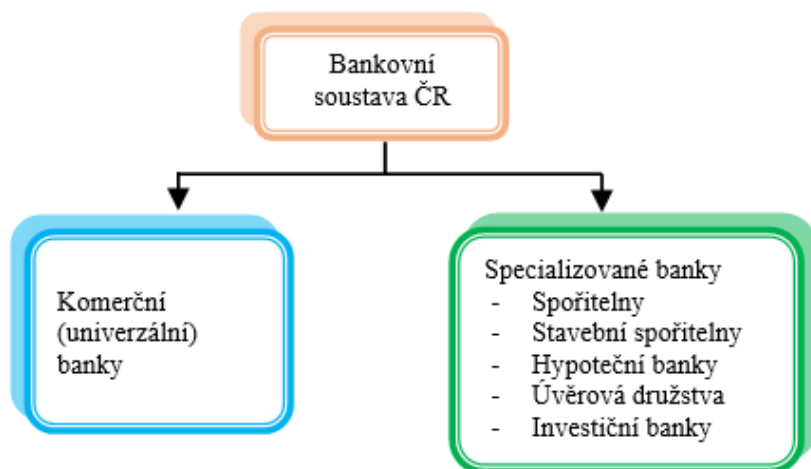 Bankovní
soustava ČR
Komerční
(univerzální)
banky
Specializované banky
- Spořitelny
- Stavební spořitelny
- Hypoteční banky
- Úvěrová družstva
- Investiční banky